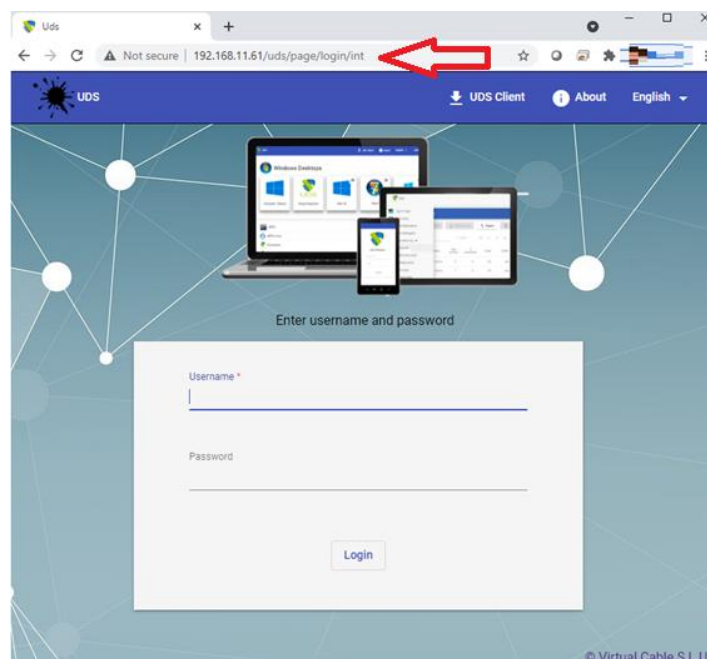 Uds
Not secure | 192.168.11.61/uds/page/login/int
UDS
UDS Client
About
English
Windows Desktops
Enter username and password
Username *
Password
Login
© Virtual Cable S.L.U